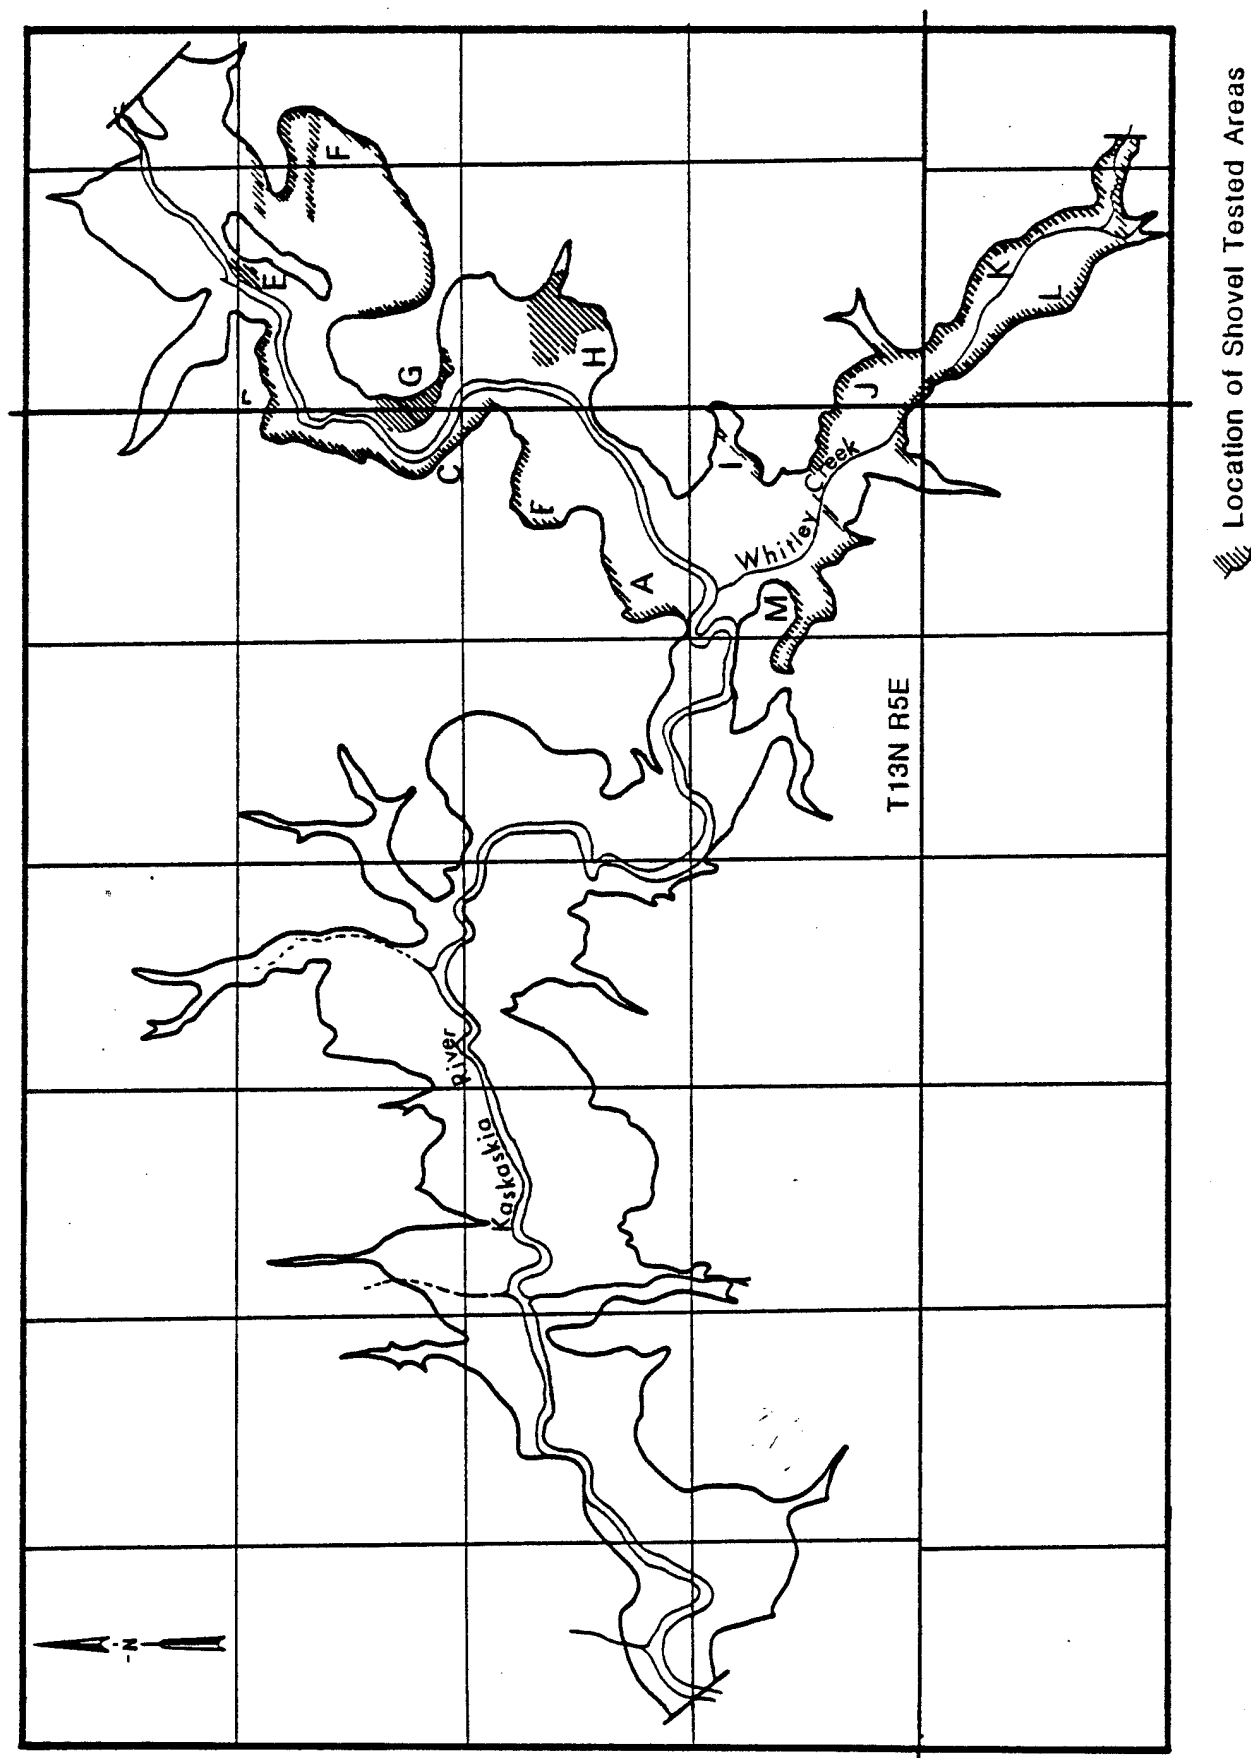 N
F
E
G
H
C
E
A
I
J
K
L
M
Whitley Creek
Kaskaskia River
T13N R5E
Location of Shovel Tested Areas